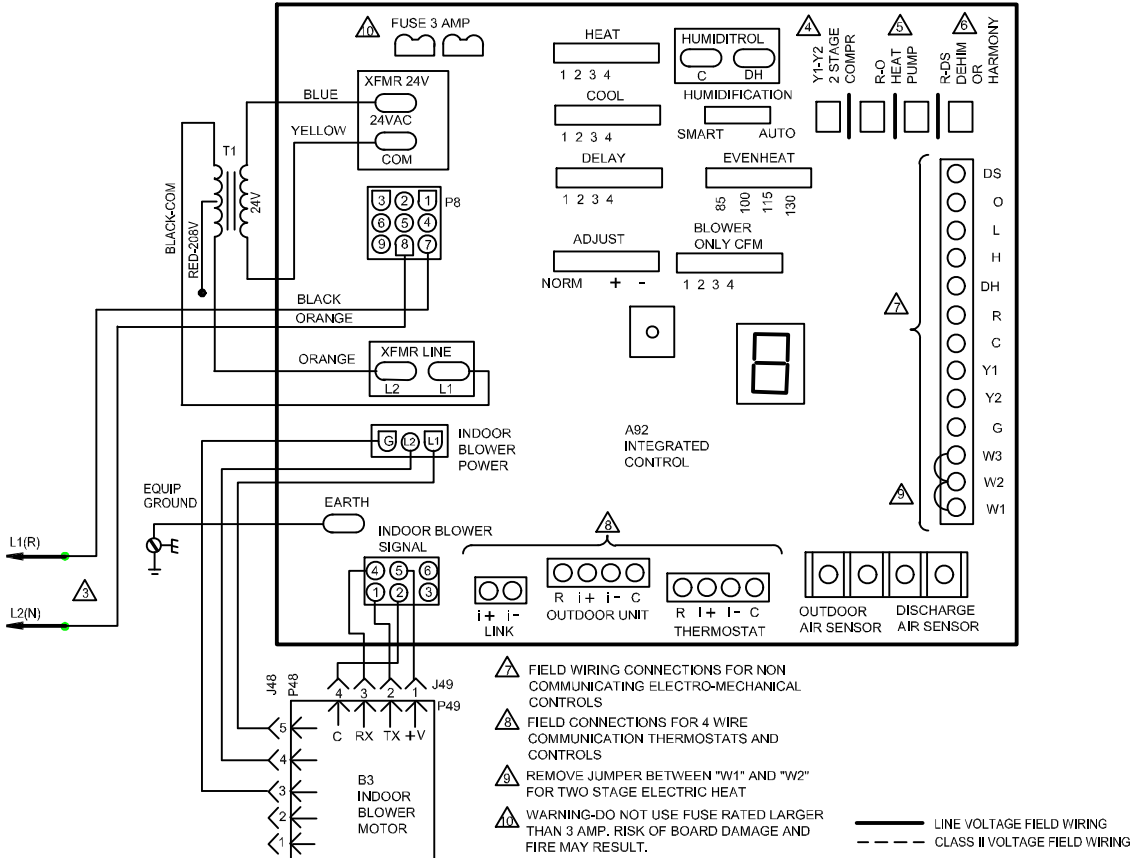 10
FUSE 3 AMP
HEAT
1 2 3 4
HUMIDITROL
C DH
4
Y1-Y2
2 STAGE
COMPR
5
R-O
HEAT
PUMP
6
R-DS
DEHIM
OR
HARMONY
XFMR 24V
24VAC
COM
BLUE
YELLOW
COOL
1 2 3 4
HUMIDIFICATION
SMART AUTO
T1
24V
BLACK-COM
RED-208V
DELAY
1 2 3 4
EVENHEAT
85 100 115 130
3 2 1
6 5 4
9 8 7
P8
ADJUST
NORM + -
BLOWER
ONLY CFM
1 2 3 4
DS
O
L
H
DH
R
C
Y1
Y2
G
W3
W2
W1
7
9
BLACK
ORANGE
ORANGE
XFMR LINE
L2 L1
G L2 L1
INDOOR
BLOWER
POWER
A92
INTEGRATED
CONTROL
EQUIP
GROUND
EARTH
L1(R)
3
L2(N)
INDOOR BLOWER
SIGNAL
4 5 6
1 2 3
8
i+ i-
LINK
R i+ i- C
OUTDOOR UNIT
R I+ I- C
THERMOSTAT
OUTDOOR
AIR SENSOR
DISCHARGE
AIR SENSOR
J48
P48
4 3 2 1
J49
P49
C RX TX +V
5
4
3
2
1
B3
INDOOR
BLOWER
MOTOR
7 FIELD WIRING CONNECTIONS FOR NON
COMMUNICATING ELECTRO-MECHANICAL
CONTROLS
8 FIELD CONNECTIONS FOR 4 WIRE
COMMUNICATION THERMOSTATS AND
CONTROLS
9 REMOVE JUMPER BETWEEN "W1" AND "W2"
FOR TWO STAGE ELECTRIC HEAT
10 WARNING-DO NOT USE FUSE RATED LARGER
THAN 3 AMP. RISK OF BOARD DAMAGE AND
FIRE MAY RESULT.
LINE VOLTAGE FIELD WIRING
CLASS II VOLTAGE FIELD WIRING